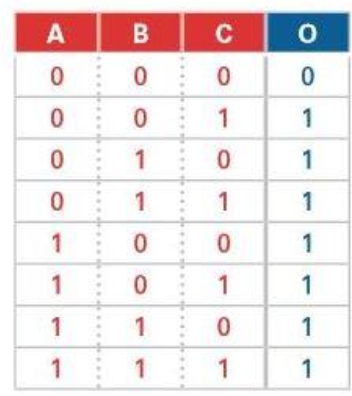 A B C O
0 0 0 0
0 0 1 1
0 1 0 1
0 1 1 1
1 0 0 1
1 0 1 1
1 1 0 1
1 1 1 1